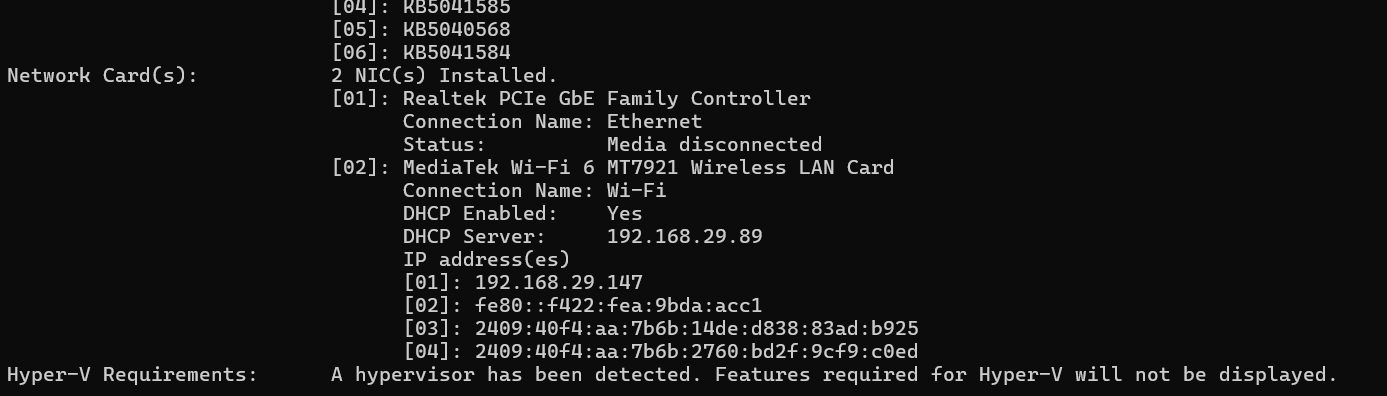 [04]: KB5041585
[05]: KB5040568
[06]: KB5041584
Network Card(s): 2 NIC(s) Installed.
[01]: Realtek PCIe GbE Family Controller
Connection Name: Ethernet
Status: Media disconnected
[02]: MediaTek Wi-Fi 6 MT7921 Wireless LAN Card
Connection Name: Wi-Fi
DHCP Enabled: Yes
DHCP Server: 192.168.29.89
IP address(es)
[01]: 192.168.29.147
[02]: fe80::f422:fea:9bda:acc1
[03]: 2409:40f4:aa:7b6b:14de:d838:83ad:b925
[04]: 2409:40f4:aa:7b6b:2760:bd2f:9cf9:c0ed
Hyper-V Requirements: A hypervisor has been detected. Features required for Hyper-V will not be displayed.